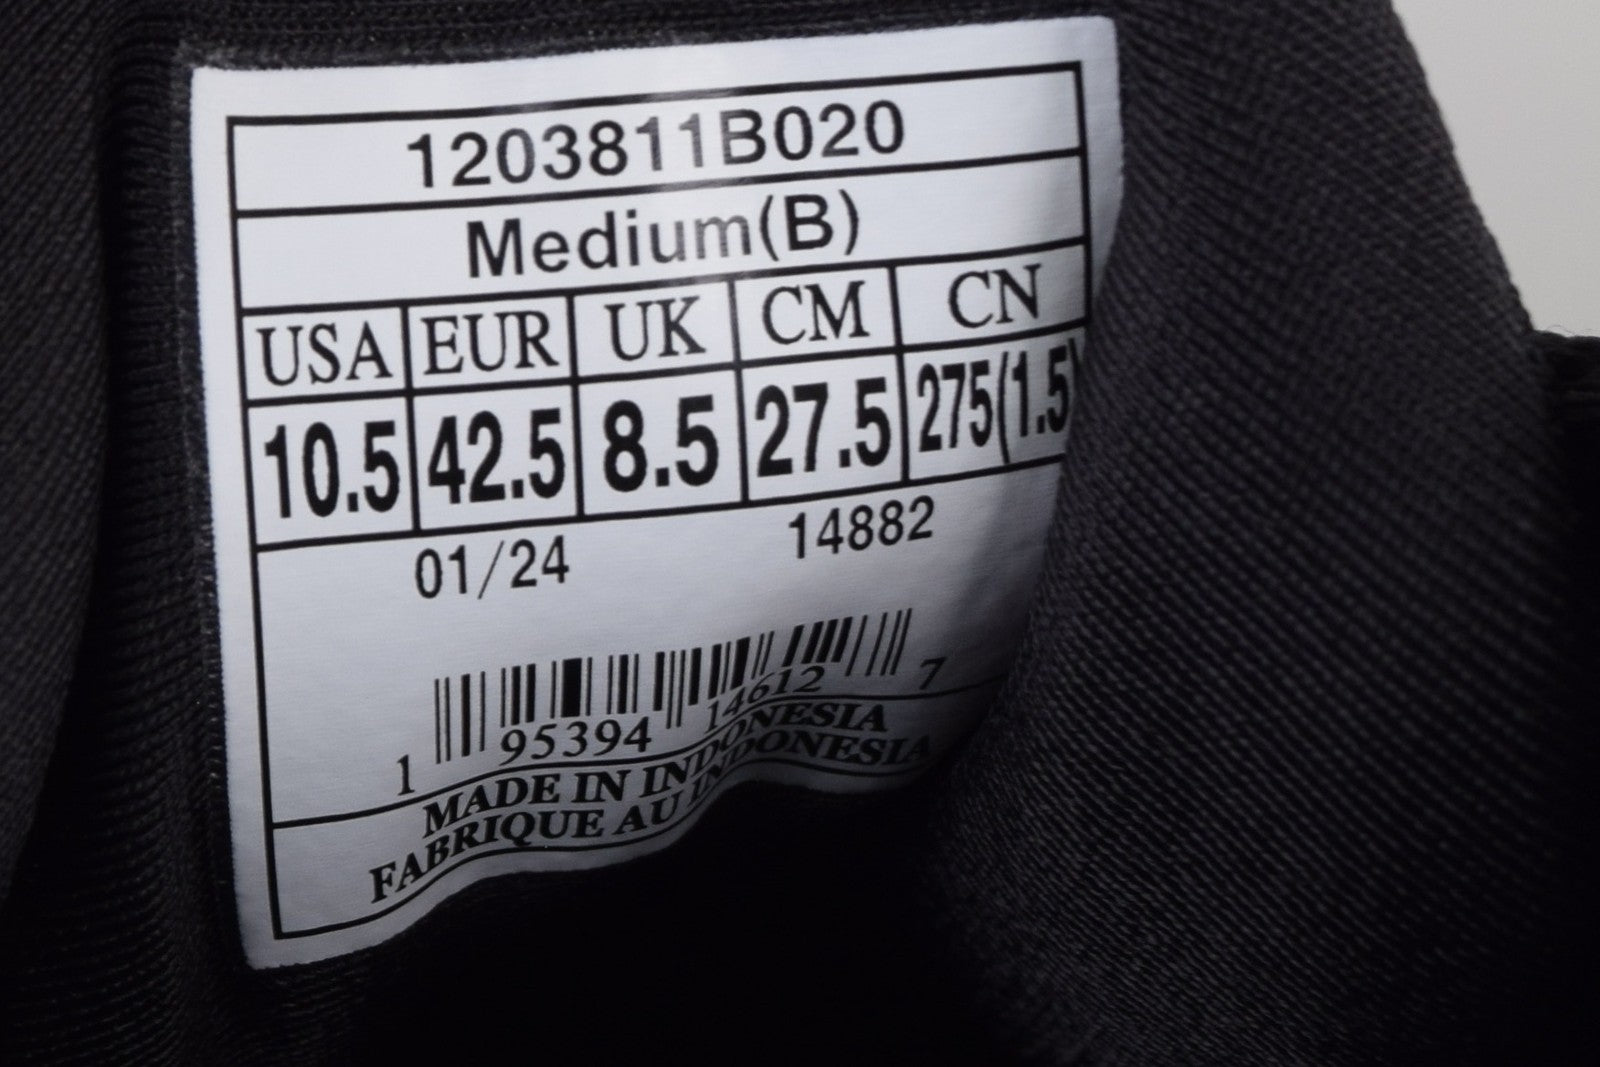 1203811B020
Medium(B)
USA EUR UK CM CN
10.5 42.5 8.5 27.5 275(1.5)
01/24 14882
1 95394 14612 7
MADE IN INDONESIA
FABRIQUE AU INDONESIA